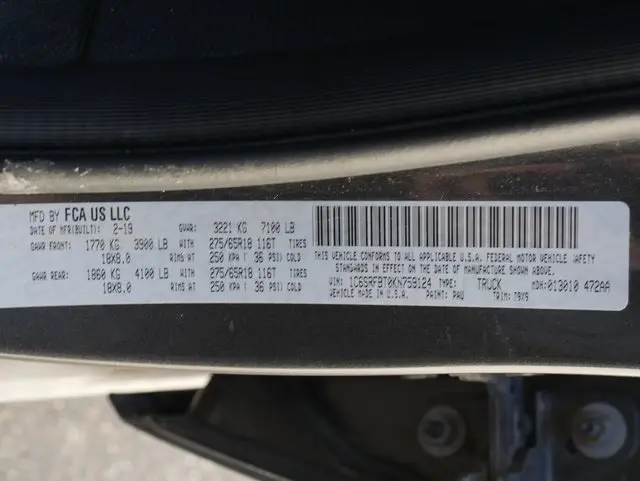 MFD BY FCA US LLC
DATE OF MFR(BUILT): 2-19 GVWR: 3221 KG 7100 LB
GAWR FRONT: 1770 KG 3900 LB WITH 275/65R18 116T TIRES
18X8.0 RIMS AT 250 KPA ( 36 PSI) COLD
GAWR REAR: 1860 KG 4100 LB WITH 275/65R18 116T TIRES
18X8.0 RIMS AT 250 KPA ( 36 PSI) COLD
THIS VEHICLE CONFORMS TO ALL APPLICABLE U.S.A. FEDERAL MOTOR VEHICLE SAFETY
STANDARDS IN EFFECT ON THE DATE OF MANUFACTURE SHOWN ABOVE.
VIN: 1C6SRFBT0KN759124 TYPE: TRUCK MDH: 013010 472AA
VEHICLE MADE IN U.S.A. PAINT: PAU TRIM: